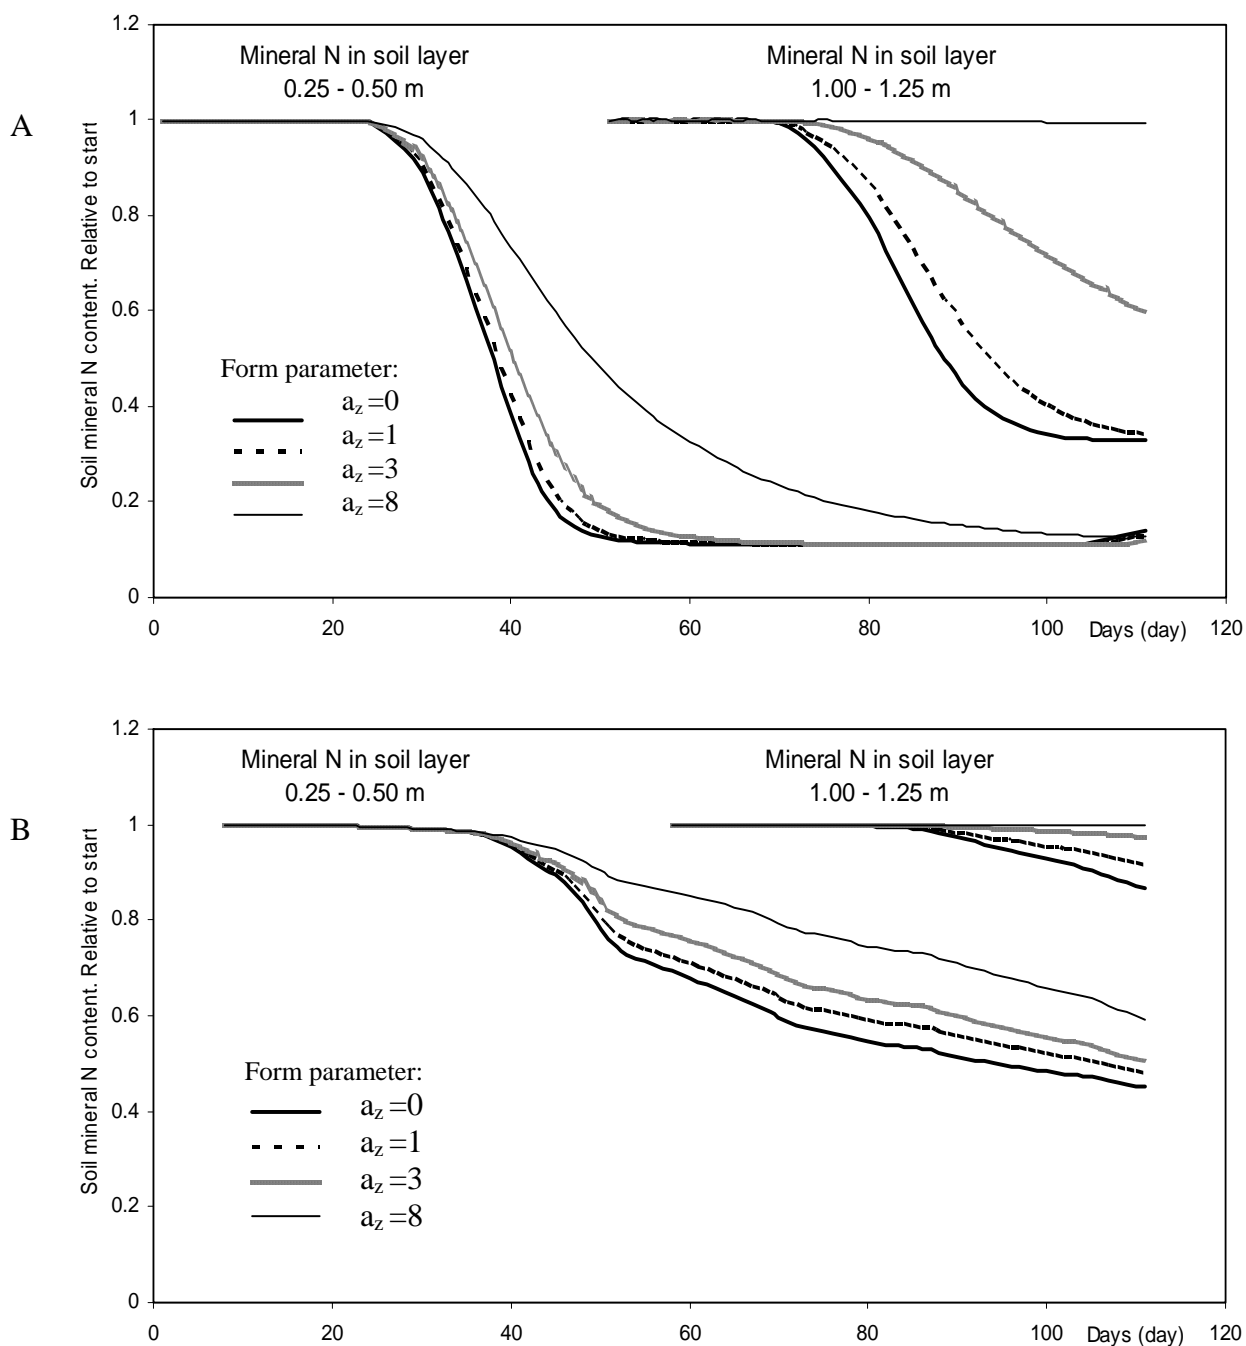 A
Soil mineral N content. Relative to start
1.2
1
0.8
0.6
0.4
0.2
0
Mineral N in soil layer
0.25 - 0.50 m
Mineral N in soil layer
1.00 - 1.25 m
Form parameter:
a_z =0
a_z =1
a_z =3
a_z =8
0 20 40 60 80 100 Days (day) 120
B
Soil mineral N content. Relative to start
1.2
1
0.8
0.6
0.4
0.2
0
Mineral N in soil layer
0.25 - 0.50 m
Mineral N in soil layer
1.00 - 1.25 m
Form parameter:
a_z =0
a_z =1
a_z =3
a_z =8
0 20 40 60 80 100 Days (day) 120